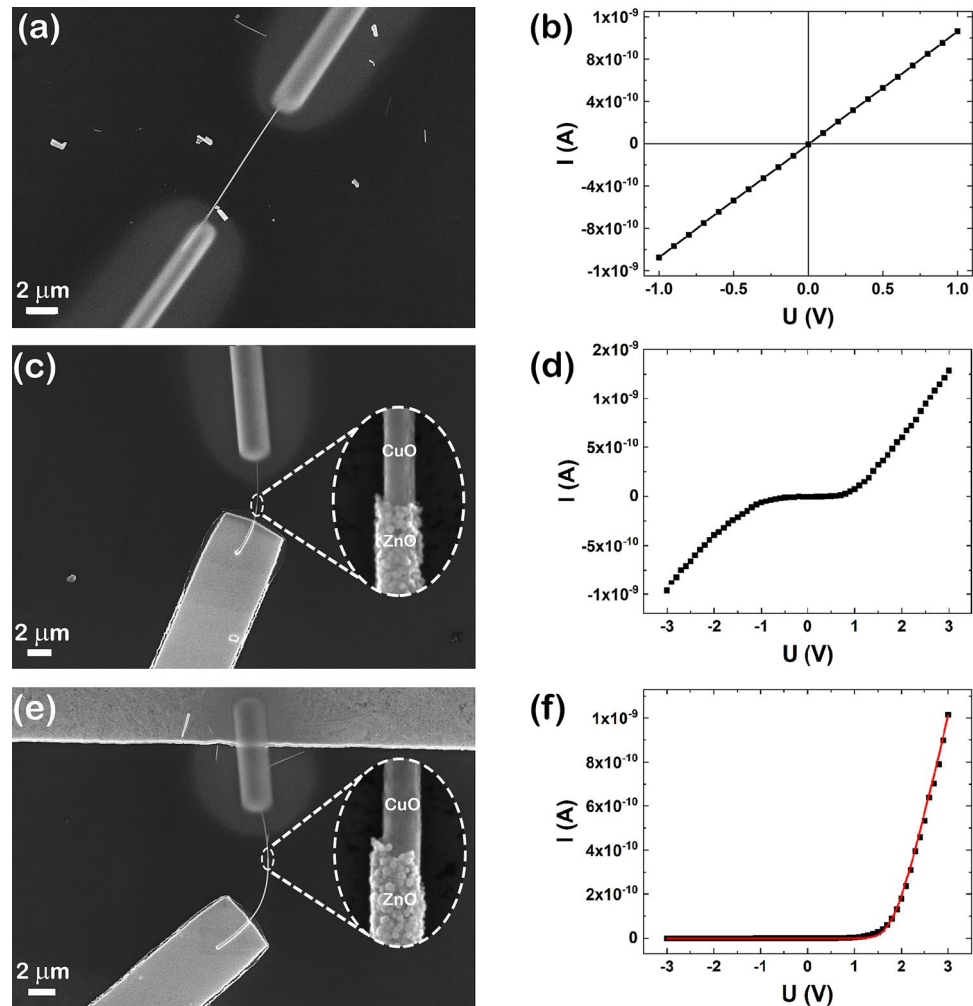 (a)
2 μm
(b)
I (A)
1x10⁻⁹
8x10⁻¹⁰
4x10⁻¹⁰
0
-4x10⁻¹⁰
-8x10⁻¹⁰
-1x10⁻⁹
-1.0 -0.5 0.0 0.5 1.0
U (V)
(c)
CuO
ZnO
2 μm
(d)
I (A)
2x10⁻⁹
1x10⁻⁹
5x10⁻¹⁰
0
-5x10⁻¹⁰
-1x10⁻⁹
-3 -2 -1 0 1 2 3
U (V)
(e)
CuO
ZnO
2 μm
(f)
I (A)
1x10⁻⁹
8x10⁻¹⁰
6x10⁻¹⁰
4x10⁻¹⁰
2x10⁻¹⁰
0
-3 -2 -1 0 1 2 3
U (V)